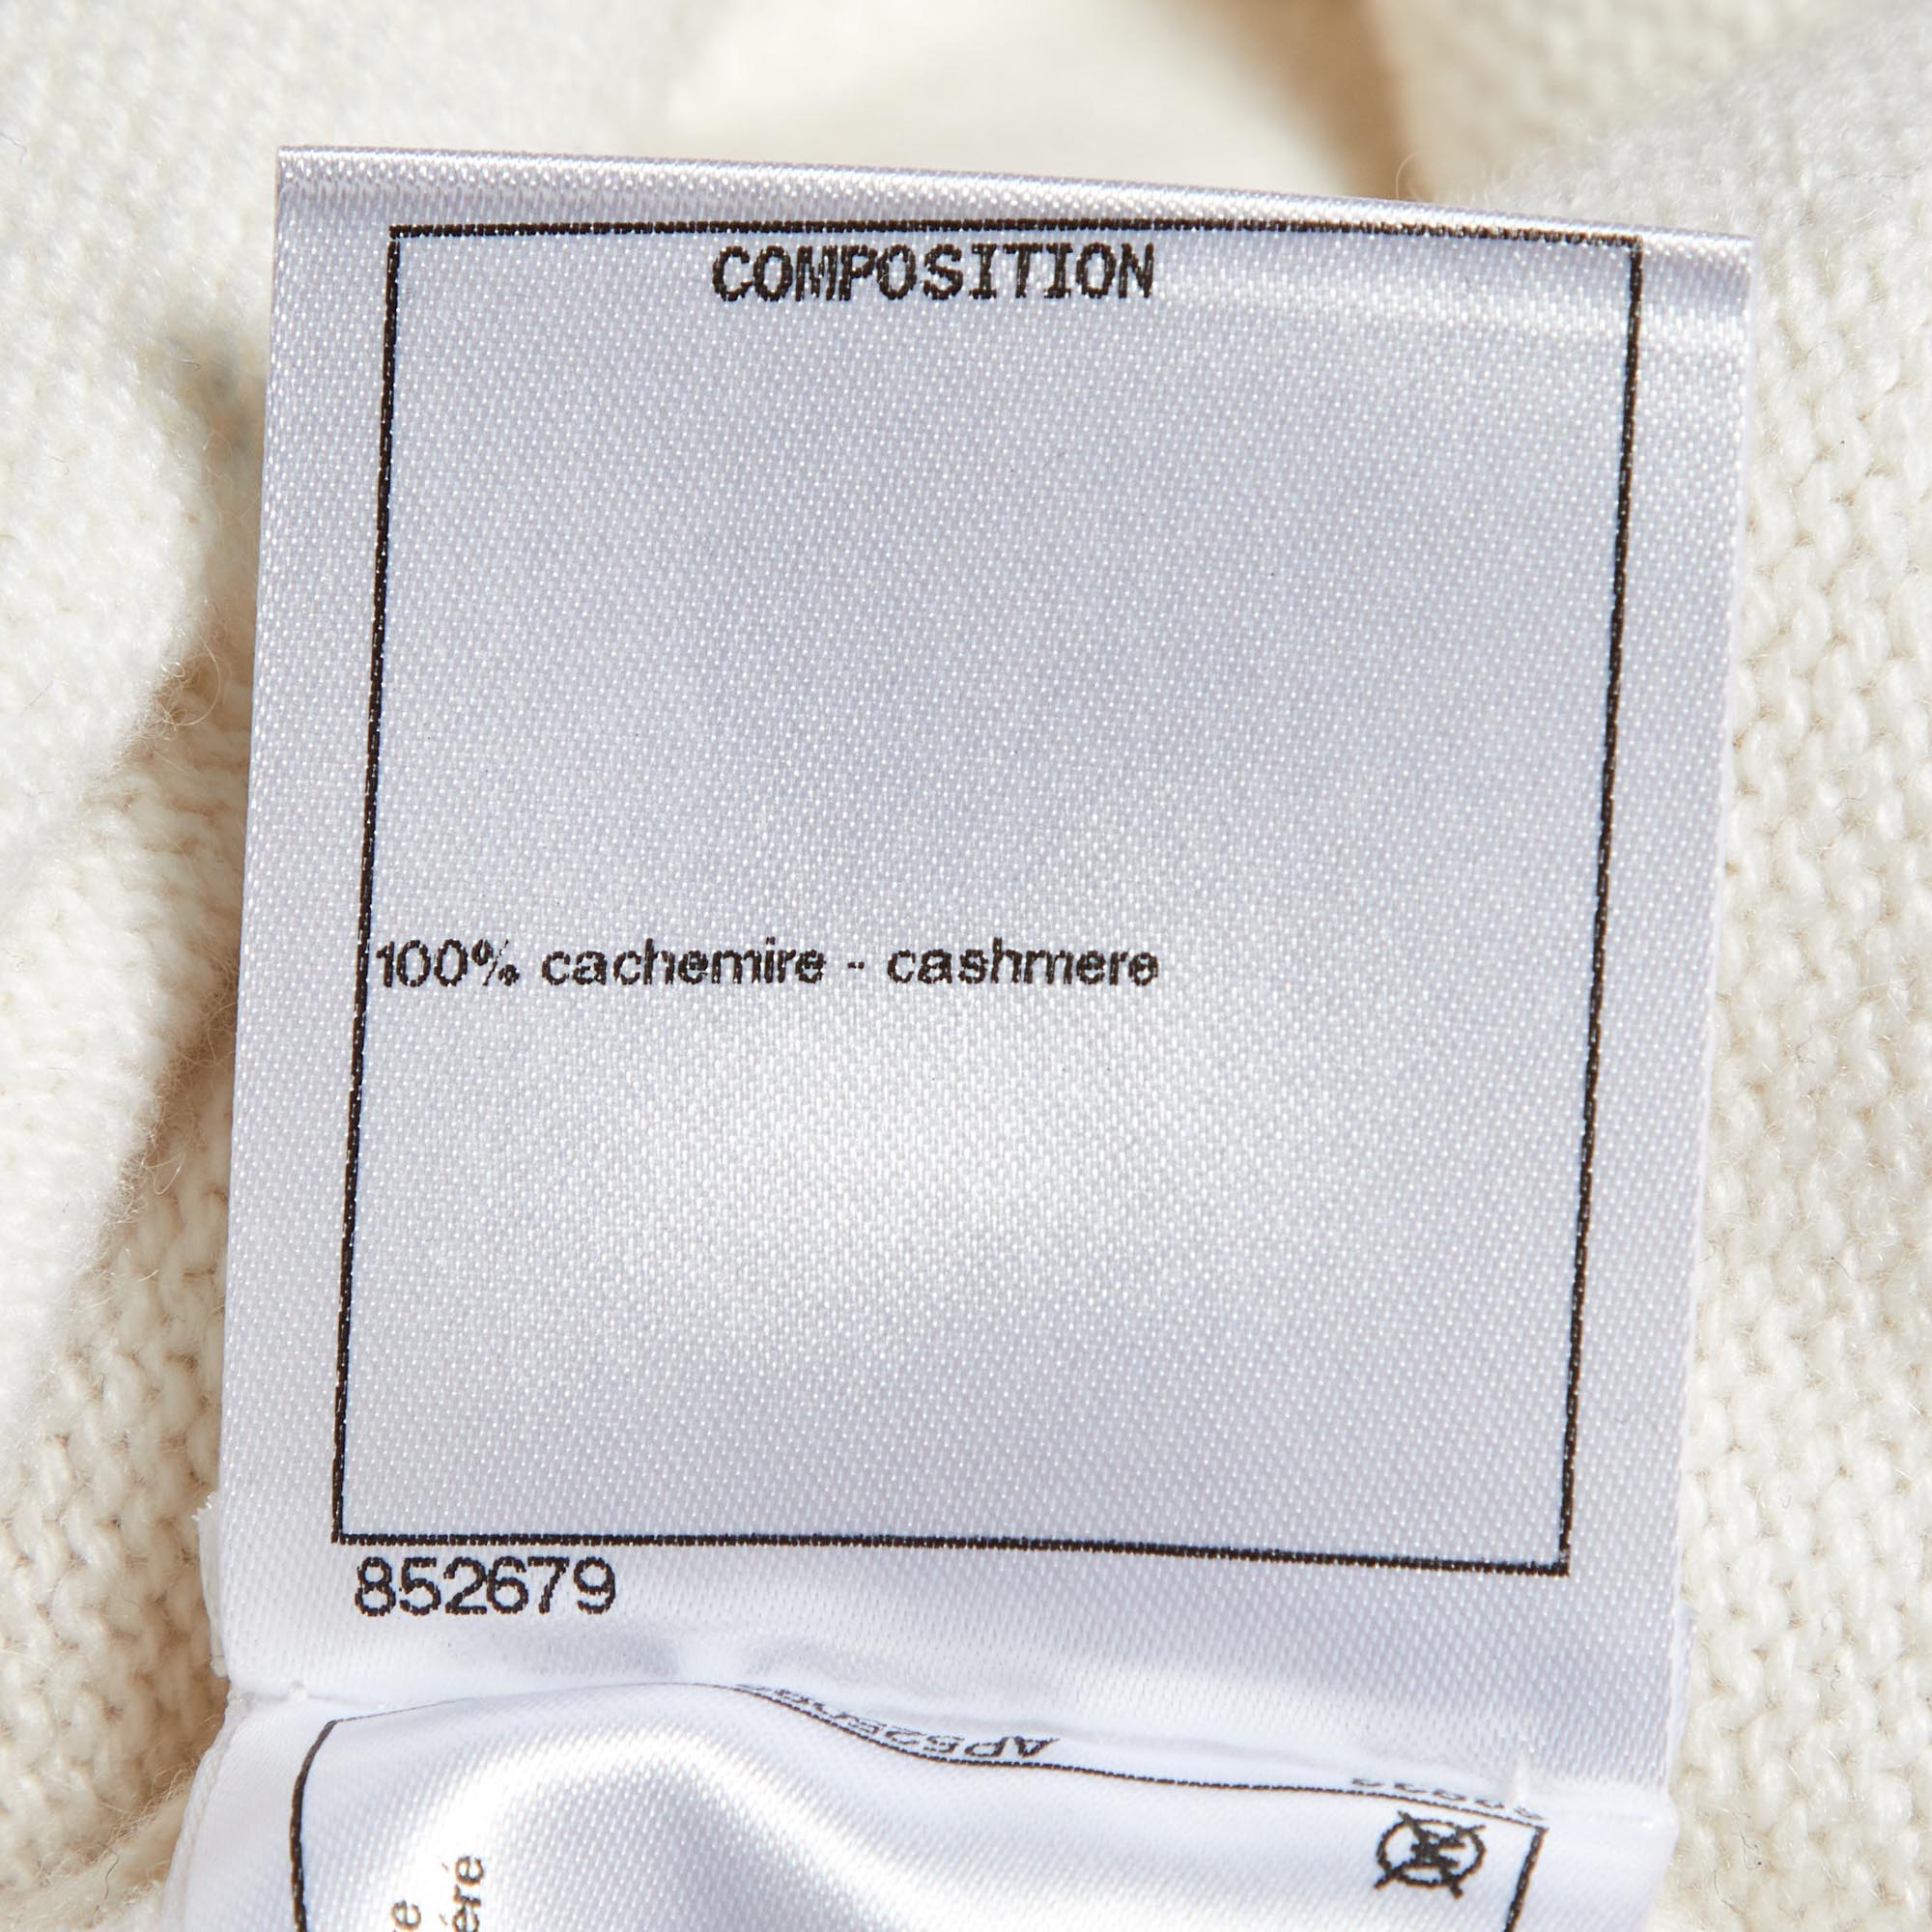 COMPOSITION
100% cachemire - cashmere
852679